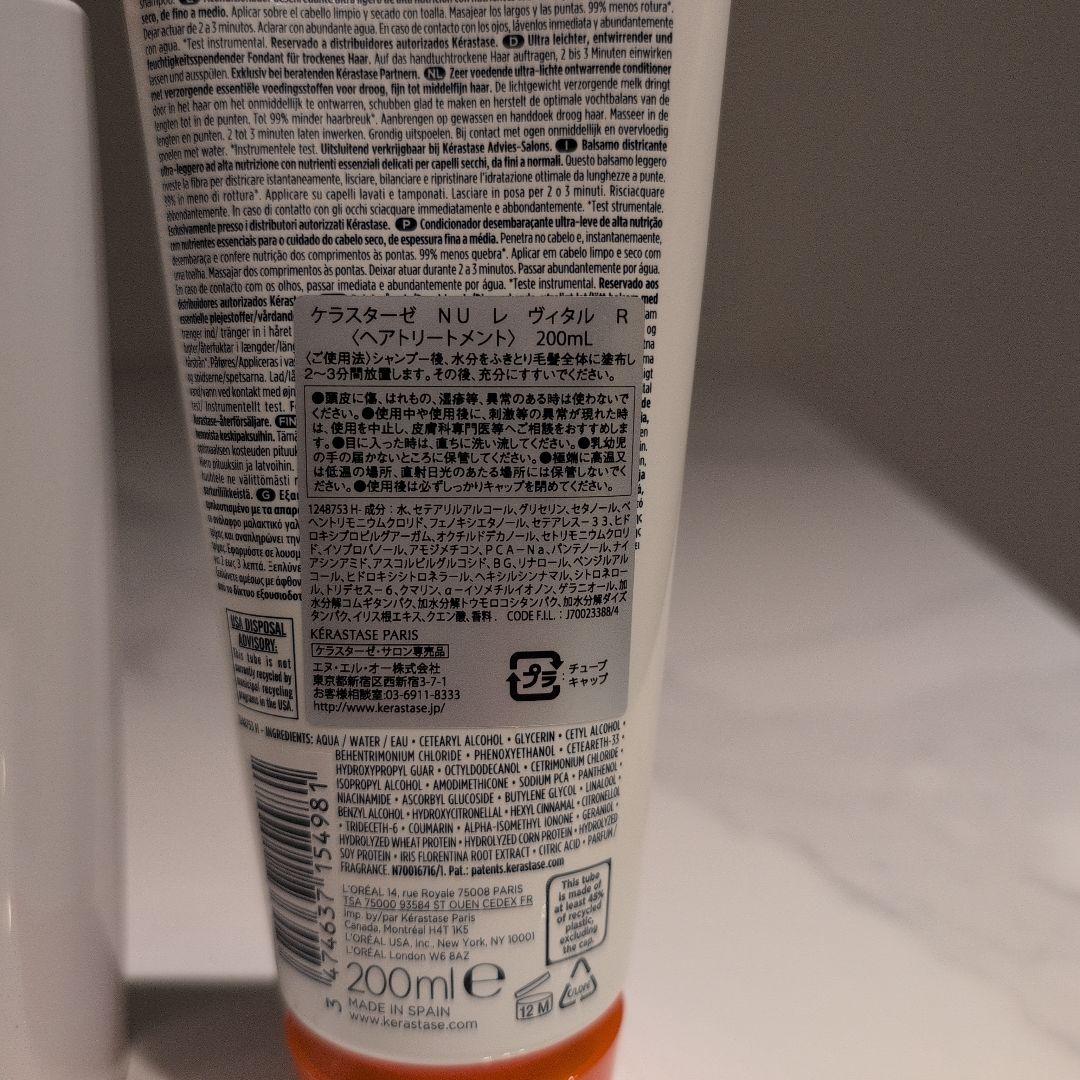 seco, de fino a medio. Aplicar sobre el cabello limpio y secado con toalla. Masajear los largos y las puntas. 99% menos rotura*.
Dejar actuar de 2 a 3 minutos. Aclarar con abundante agua. En caso de contacto con los ojos, lávenlos inmediata y abundantemente
con agua. *Test instrumental. Reservado a distribuidores autorizados Kérastase. D Ultra leichter, entwirrender und
feuchtigkeitsspendender Fondant für trockenes Haar. Auf das handtuchtrockene Haar auftragen, 2 bis 3 Minuten einwirken
lassen und ausspülen. Exklusiv bei beratenden Kérastase Partnern. NL Zeer voedende ultra-lichte ontwarrende conditioner
met verzorgende essentiële voedingsstoffen voor droog, fijn tot middelfijn haar. De lichtgewicht verzorgende melk dringt
door in het haar om het onmiddellijk te ontwarren, schubben glad te maken en herstelt de optimale vochtbalans van de
lengten tot in de punten. Tot 99% minder haarbreuk*. Aanbrengen op gewassen en handdoek droog haar. Masseer in de
lengten en punten. 2 tot 3 minuten laten inwerken. Grondig uitspoelen. Bij contact met ogen onmiddellijk en overvloedig
spoelen met water. *Instrumentele test. Uitsluitend verkrijgbaar bij Kérastase Advies-Salons. I Balsamo districante
ultra-leggero ad alta nutrizione con nutrienti essenziali delicati per capelli secchi, da fini a normali. Questo balsamo leggero
riveste la fibra per districare istantaneamente, lisciare, bilanciare e ripristinare l'idratazione ottimale da lunghezze a punte.
99% in meno di rottura*. Applicare su capelli lavati e tamponati. Lasciare in posa per 2 o 3 minuti. Risciacquare
abbondantemente. In caso di contatto con gli occhi sciacquare immediatamente e abbondantemente. *Test strumentale.
Esclusivamente presso i distributori autorizzati Kérastase. P Condicionador desembaraçante ultra-leve de alta nutrição
com nutrientes essenciais para o cuidado do cabelo seco, de espessura fina a média. Penetra no cabelo e, instantanemaente,
desembaraça e confere nutrição dos comprimentos às pontas. 99% menos quebra*. Aplicar em cabelo limpo e seco com
uma toalha. Massajar dos comprimentos às pontas. Deixar atuar durante 2 a 3 minutos. Passar abundantemente por água.
En caso de contacto com os olhos, passar imediata e abundantemente por água. *Teste instrumental. Reservado aos
distribuidores autorizados
ケラスターゼ NU レ ヴィタル R
〈ヘアトリートメント〉 200mL
〈ご使用法〉シャンプー後、水分をふきとり毛髪全体に塗布し
2〜3分間放置します。その後、充分にすすいでください。
●頭皮に傷、はれもの、湿疹等、異常のある時は使わないで
ください。●使用中や使用後に、刺激等の異常が現れた時
は、使用を中止し、皮膚科専門医等へご相談をおすすめしま
す。●目に入った時は、直ちに洗い流してください。●乳幼児
の手の届かないところに保管してください。●極端に高温又
は低温の場所、直射日光のあたる場所には保管しないでく
ださい。●使用後は必ずしっかりキャップを閉めてください。
1248753 H- 成分：水、セテアリルアルコール、グリセリン、セタノール、ベ
ヘントリモニウムクロリド、フェノキシエタノール、セテアレス-33、ヒド
ロキシプロピルグアーガム、オクチルドデカノール、セトリモニウムクロリ
ド、イソプロパノール、アモジメチコン、PCA-Na、パンテノール、ナイ
アシンアミド、アスコルビルグルコシド、BG、リナロール、ベンジルアル
コール、ヒドロキシシトロネラール、ヘキシルシンナマル、シトロネロー
ル、トリデセス-6、クマリン、α-イソメチルイオノン、ゲラニオール、加
水分解コムギタンパク、加水分解トウモロコシタンパク、加水分解ダイズ
タンパク、イリス根エキス、クエン酸、香料. CODE F.I.L.：J70023388/4
KÉRASTASE PARIS
ケラスターゼ・サロン専売品
エヌ・エル・オー株式会社
東京都新宿区西新宿3-7-1
お客様相談室:03-6911-8333
http://www.kerastase.jp/
プラ
チューブ
キャップ
USA DISPOSAL
ADVISORY:
This tube is not
currently recycled by
municipal recycling
programs in the USA.
1248753 H - INGREDIENTS: AQUA / WATER / EAU • CETEARYL ALCOHOL • GLYCERIN • CETYL ALCOHOL •
BEHENTRIMONIUM CHLORIDE • PHENOXYETHANOL • CETEARETH-33 •
HYDROXYPROPYL GUAR • OCTYLDODECANOL • CETRIMONIUM CHLORIDE •
ISOPROPYL ALCOHOL • AMODIMETHICONE • SODIUM PCA • PANTHENOL •
NIACINAMIDE • ASCORBYL GLUCOSIDE • BUTYLENE GLYCOL • LINALOOL •
BENZYL ALCOHOL • HYDROXYCITRONELLAL • HEXYL CINNAMAL • CITRONELLOL
• TRIDECETH-6 • COUMARIN • ALPHA-ISOMETHYL IONONE • GERANIOL •
HYDROLYZED WHEAT PROTEIN • HYDROLYZED CORN PROTEIN • HYDROLYZED
SOY PROTEIN • IRIS FLORENTINA ROOT EXTRACT • CITRIC ACID • PARFUM /
FRAGRANCE. N70016716/1. Pat.: patents.kerastase.com
3 474637 154981
L'ORÉAL 14, rue Royale 75008 PARIS
TSA 75000 93584 ST OUEN CEDEX FR
Imp. by/par Kérastase Paris
Canada, Montréal H4T 1K5
L'ORÉAL USA, Inc., New York, NY 10001
L'ORÉAL London W6 8AZ
This tube
is made of
at least 45%
of recycled
plastic,
excluding
the cap.
200ml e
12 M
MADE IN SPAIN
www.kerastase.com